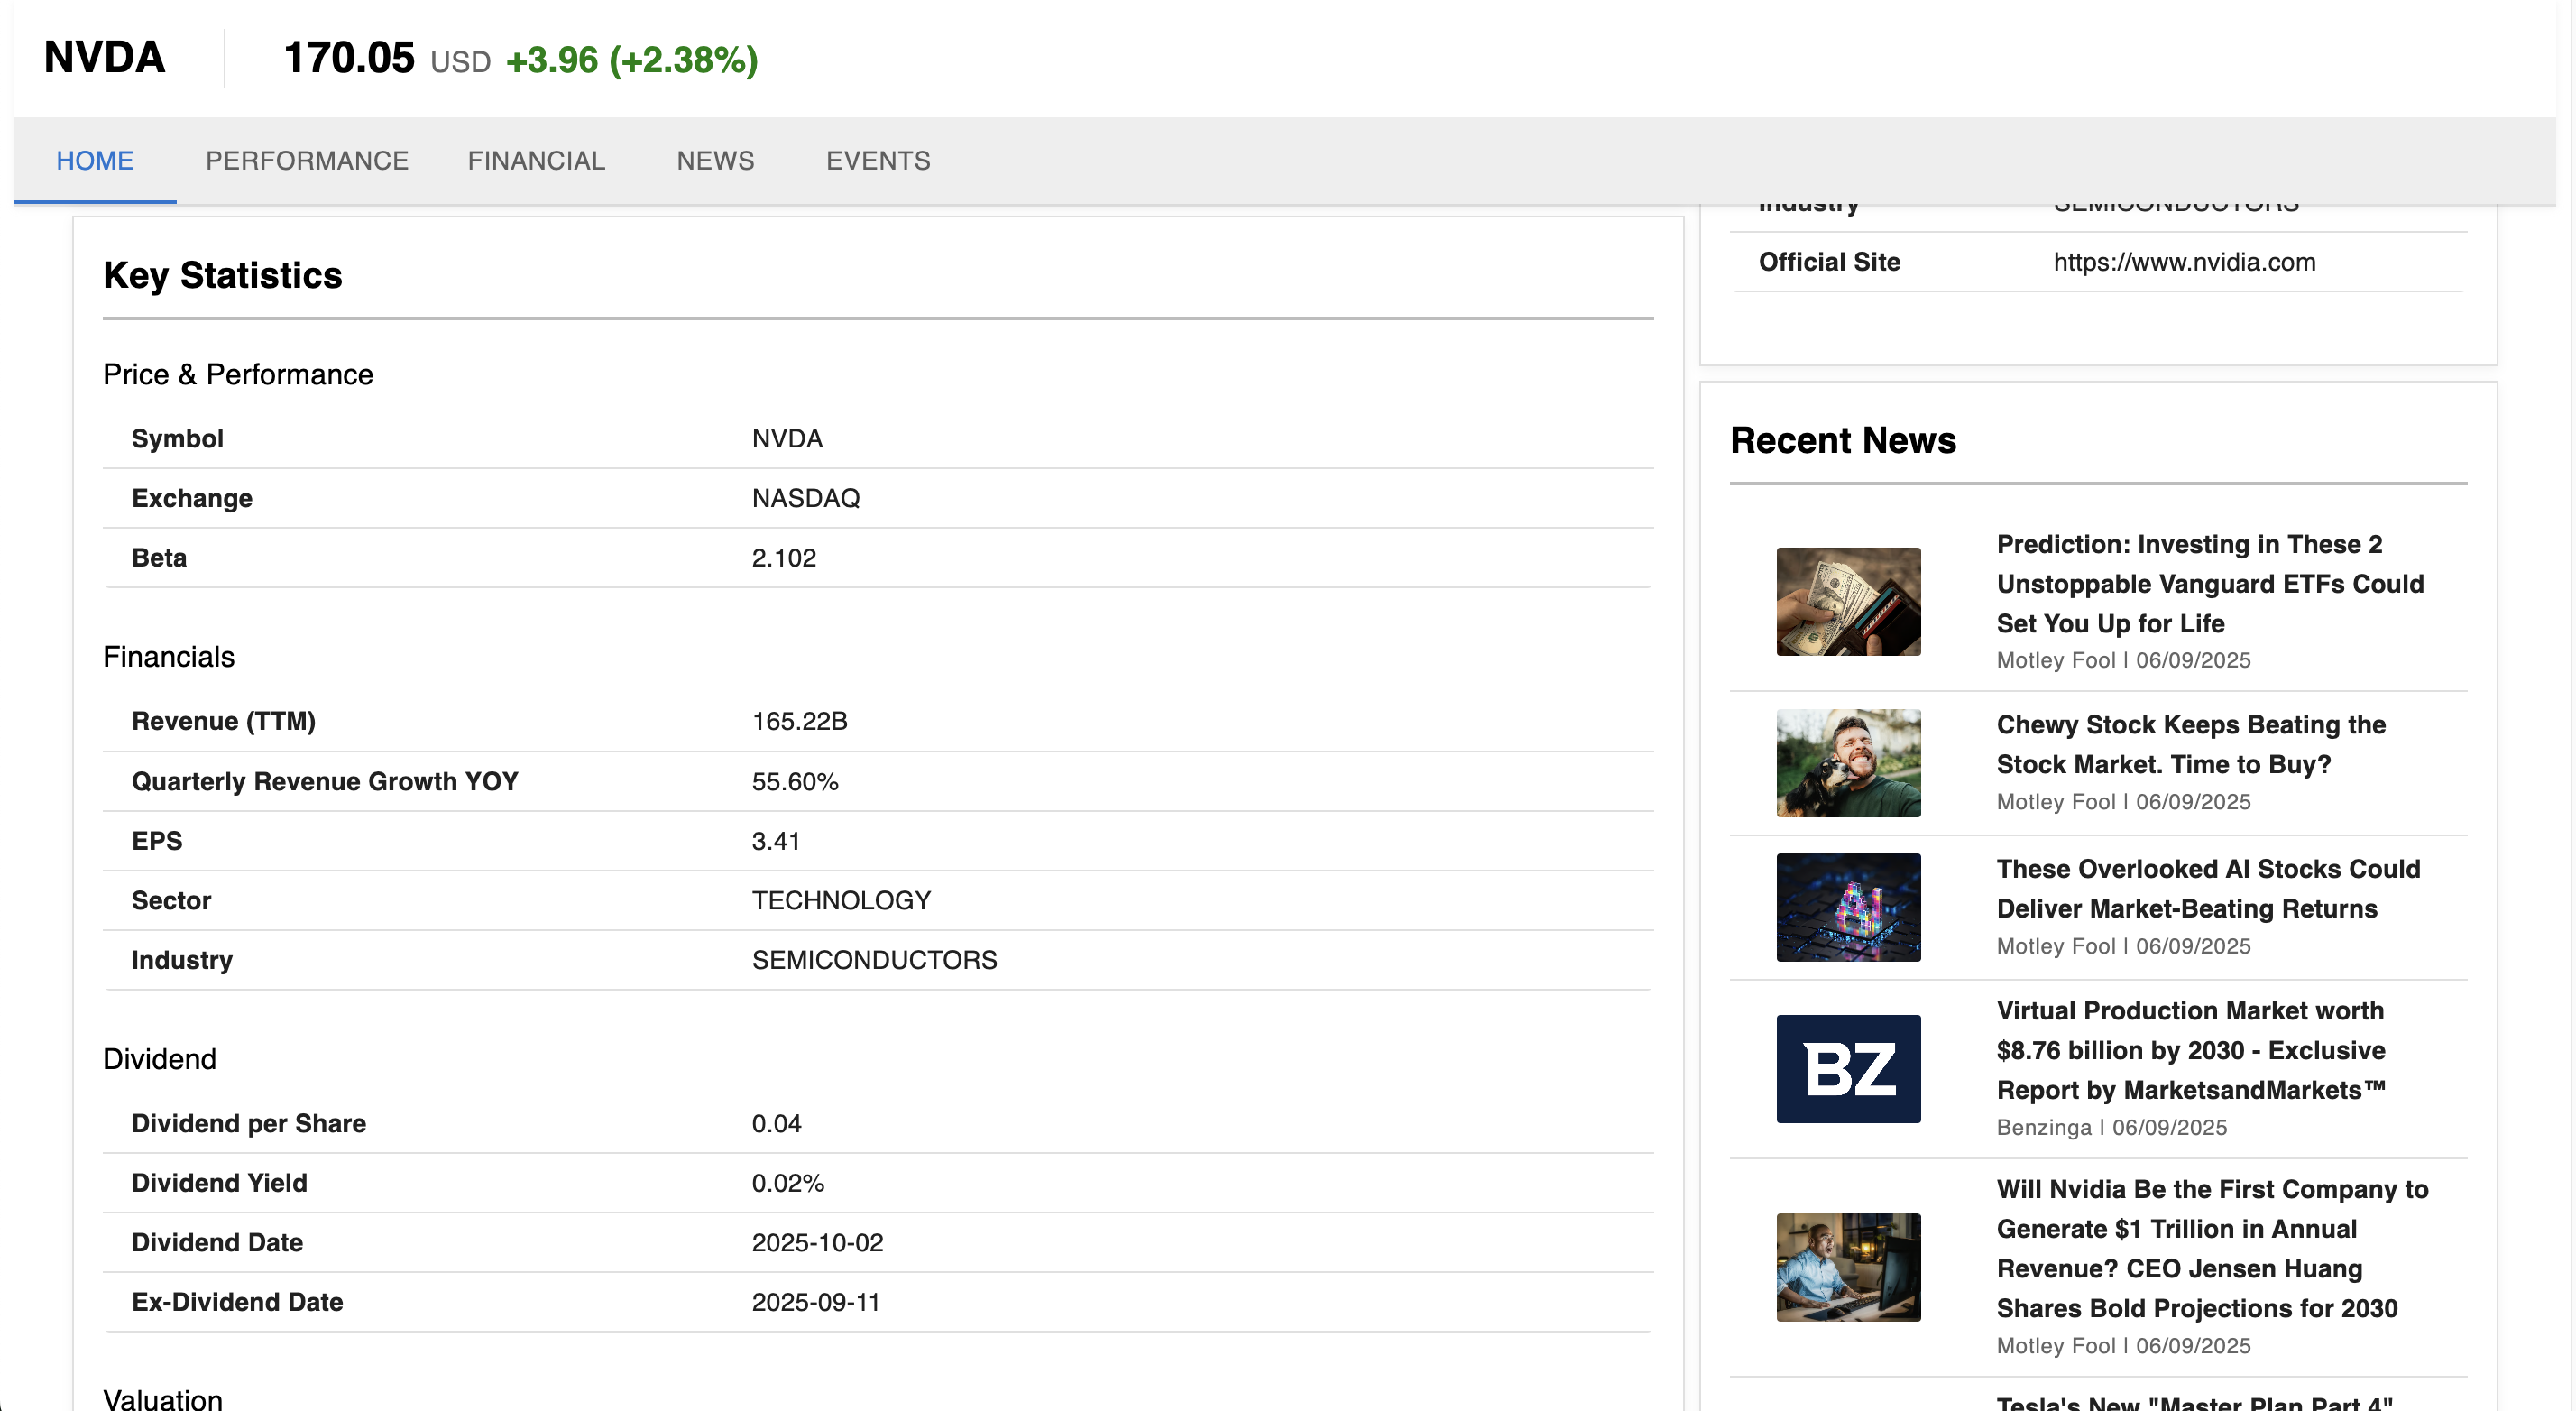 NVDA
170.05 USD +3.96 (+2.38%)
HOME PERFORMANCE FINANCIAL NEWS EVENTS
Key Statistics
Price & Performance
Symbol NVDA
Exchange NASDAQ
Beta 2.102
Financials
Revenue (TTM) 165.22B
Quarterly Revenue Growth YOY 55.60%
EPS 3.41
Sector TECHNOLOGY
Industry SEMICONDUCTORS
Dividend
Dividend per Share 0.04
Dividend Yield 0.02%
Dividend Date 2025-10-02
Ex-Dividend Date 2025-09-11
Valuation
Industry SEMICONDUCTORS
Official Site https://www.nvidia.com
Recent News
Prediction: Investing in These 2
Unstoppable Vanguard ETFs Could
Set You Up for Life
Motley Fool | 06/09/2025
Chewy Stock Keeps Beating the
Stock Market. Time to Buy?
Motley Fool | 06/09/2025
AI
These Overlooked AI Stocks Could
Deliver Market-Beating Returns
Motley Fool | 06/09/2025
BZ
Virtual Production Market worth
$8.76 billion by 2030 - Exclusive
Report by MarketsandMarkets™
Benzinga | 06/09/2025
Will Nvidia Be the First Company to
Generate $1 Trillion in Annual
Revenue? CEO Jensen Huang
Shares Bold Projections for 2030
Motley Fool | 06/09/2025
Tesla's New "Master Plan Part 4"